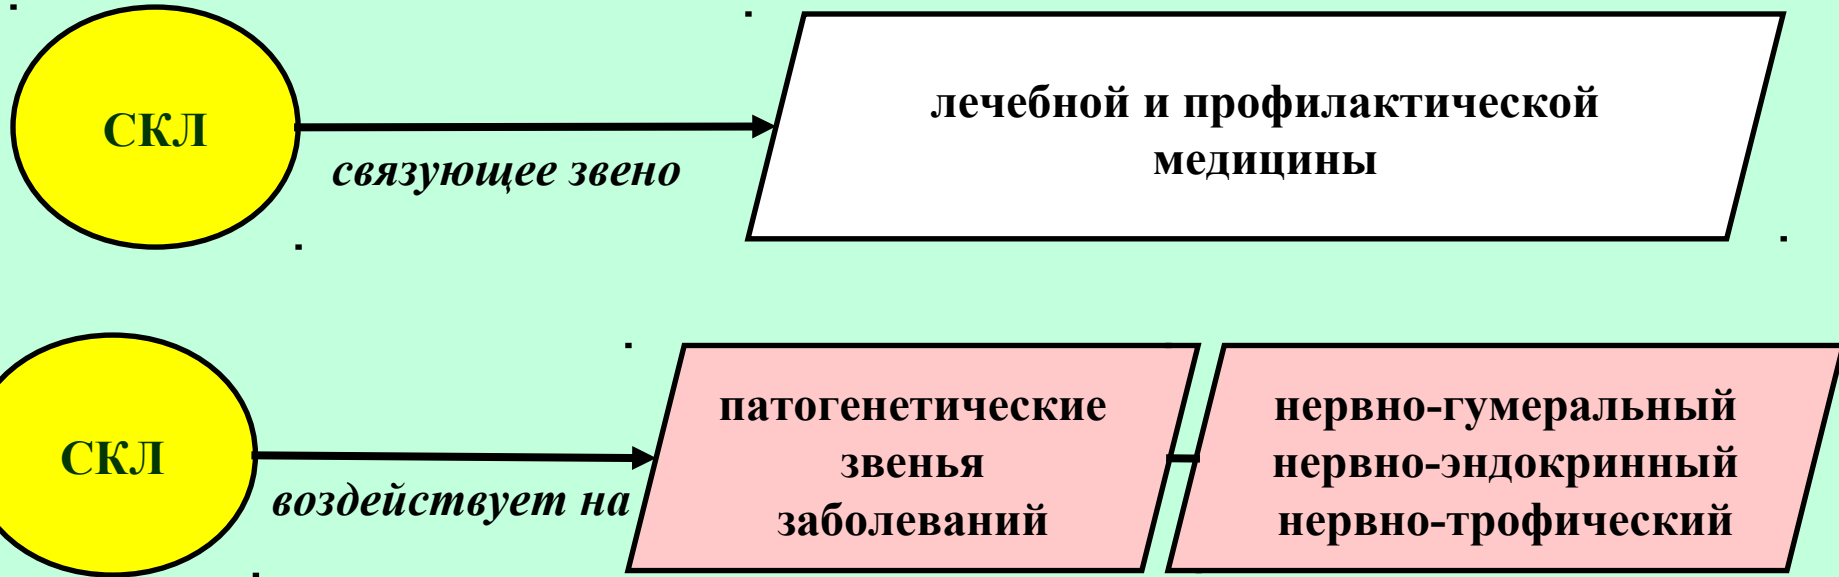 СКЛ
связующее звено
лечебной и профилактической
медицины
СКЛ
воздействует на
патогенетические
звенья
заболеваний
нервно-гумеральный
нервно-эндокринный
нервно-трофический